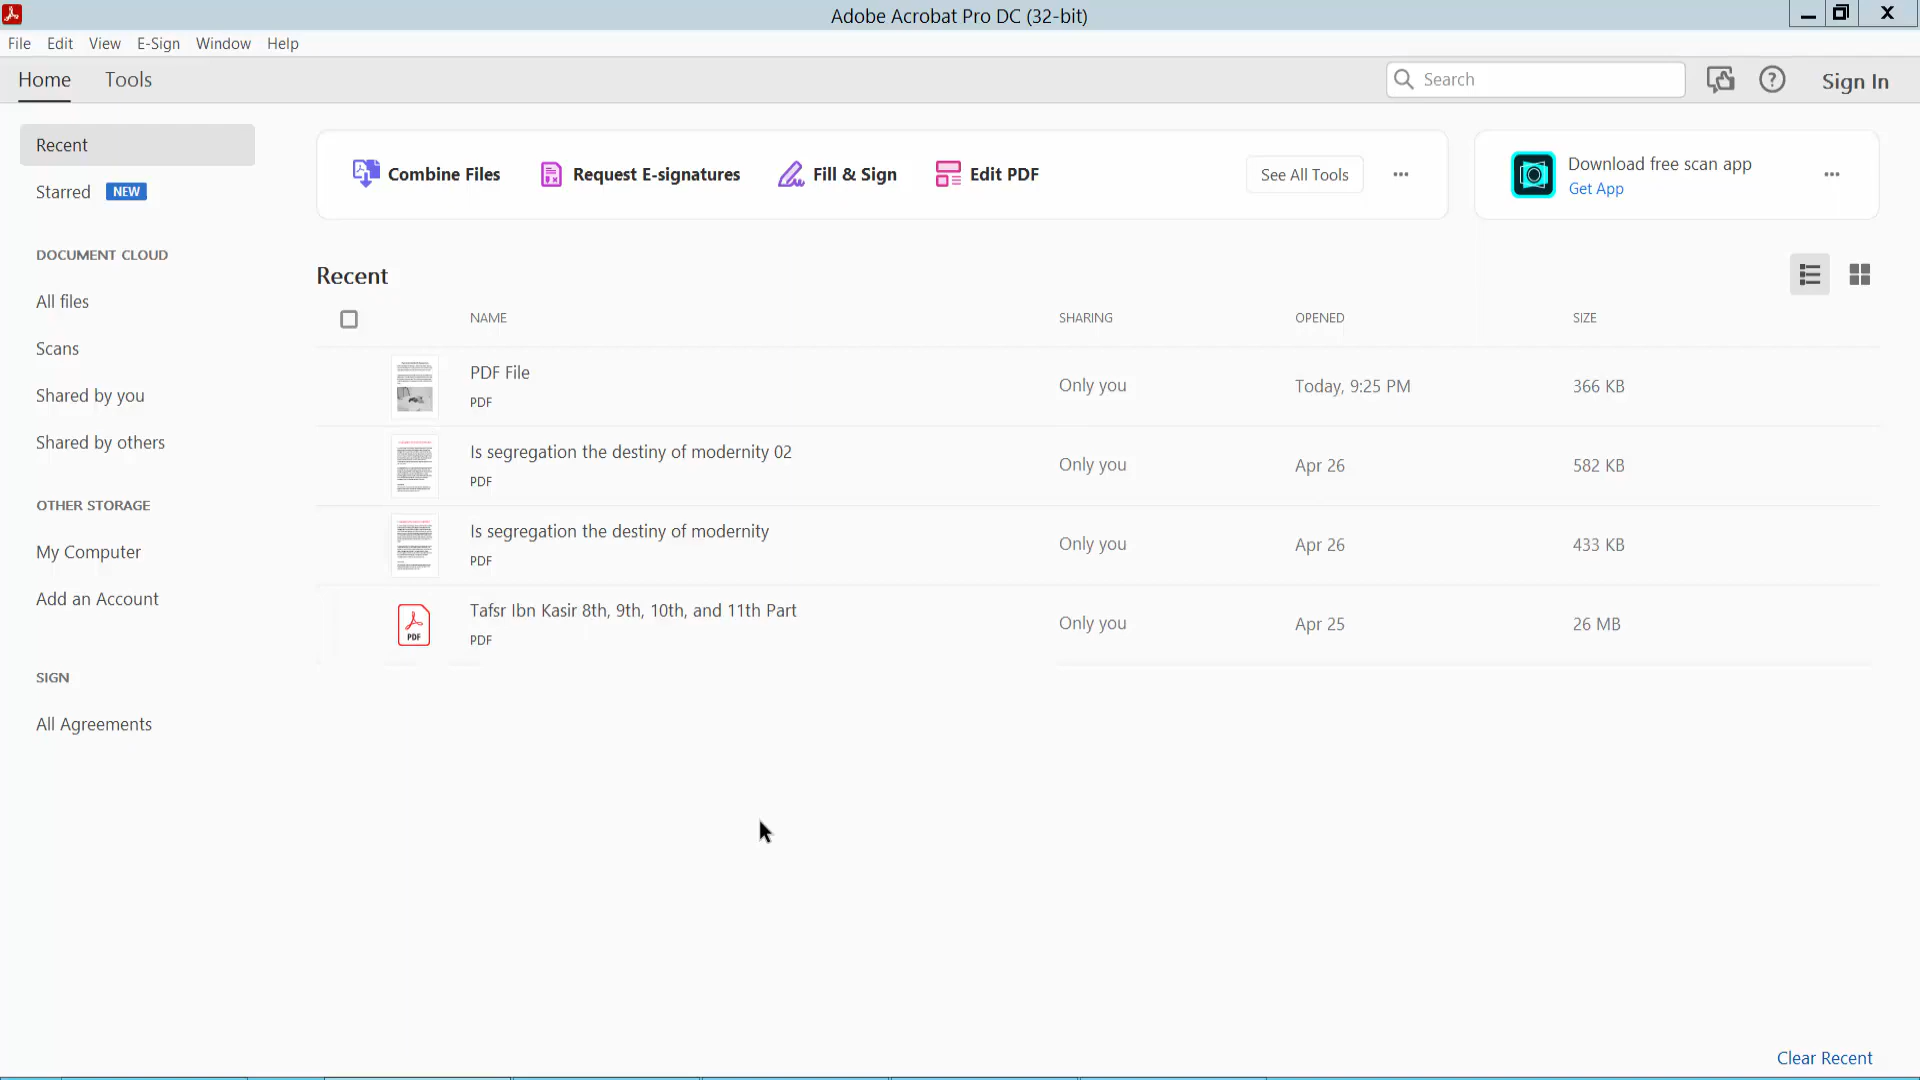 Adobe Acrobat Pro DC (32-bit)
File Edit View E-Sign Window Help
Home Tools Search Sign In
Recent
Starred NEW
DOCUMENT CLOUD
All files
Scans
Shared by you
Shared by others
OTHER STORAGE
My Computer
Add an Account
SIGN
All Agreements
Combine Files Request E-signatures Fill & Sign Edit PDF See All Tools
Download free scan app
Get App
Recent
NAME SHARING OPENED SIZE
PDF File Only you Today, 9:25 PM 366 KB
PDF
Is segregation the destiny of modernity 02 Only you Apr 26 582 KB
PDF
Is segregation the destiny of modernity Only you Apr 26 433 KB
PDF
PDF Tafsr Ibn Kasir 8th, 9th, 10th, and 11th Part Only you Apr 25 26 MB
PDF
Clear Recent